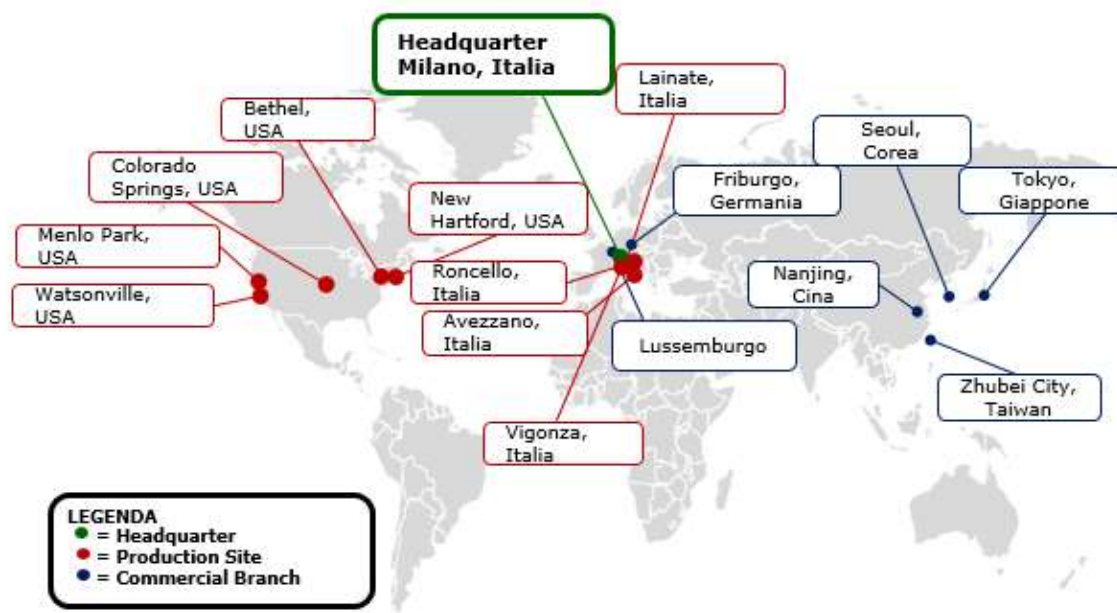 Headquarter
Milano, Italia
Lainate,
Italia
Bethel,
USA
Seoul,
Corea
Colorado
Springs, USA
New
Hartford, USA
Friburgo,
Germania
Tokyo,
Giappone
Menlo Park,
USA
Roncello,
Italia
Nanjing,
Cina
Watsonville,
USA
Avezzano,
Italia
Lussemburgo
Zhubei City,
Taiwan
Vigonza,
Italia
LEGENDA
= Headquarter
= Production Site
= Commercial Branch